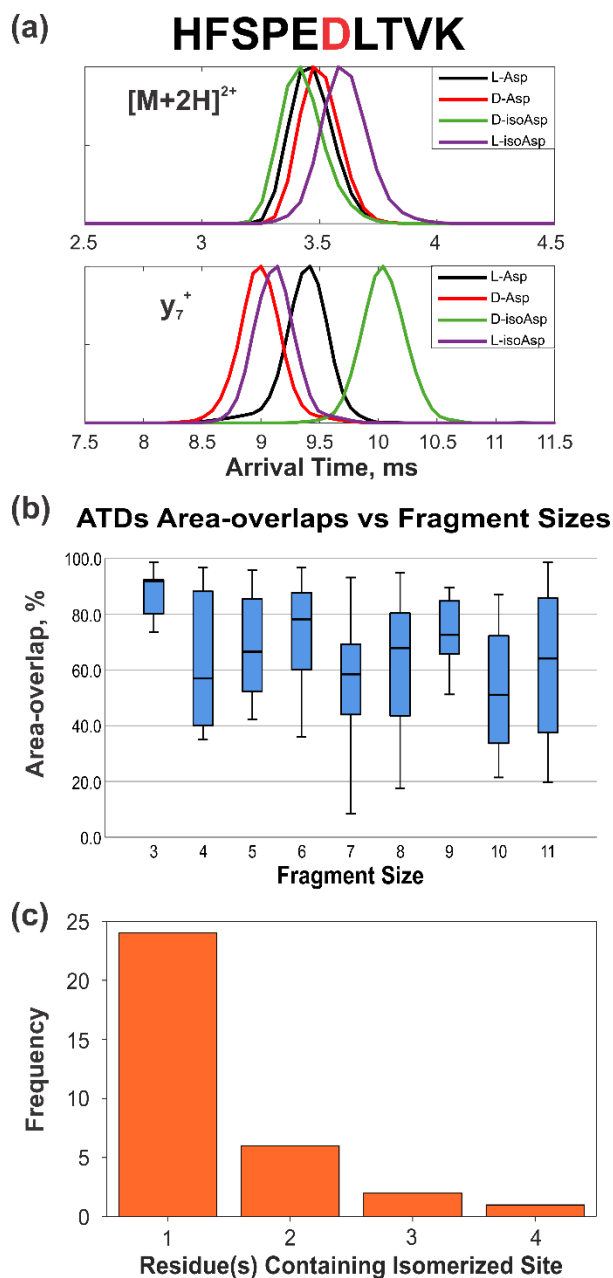 (a)
HFSPEDLTVK
[M+2H]²⁺
L-Asp
D-Asp
D-isoAsp
L-isoAsp
2.5 3 3.5 4 4.5
y₇⁺
L-Asp
D-Asp
D-isoAsp
L-isoAsp
7.5 8 8.5 9 9.5 10 10.5 11 11.5
Arrival Time, ms
(b)
ATDs Area-overlaps vs Fragment Sizes
Area-overlap, %
100.0
80.0
60.0
40.0
20.0
0.0
3 4 5 6 7 8 9 10 11
Fragment Size
(c)
Frequency
25
20
15
10
5
0
1 2 3 4
Residue(s) Containing Isomerized Site